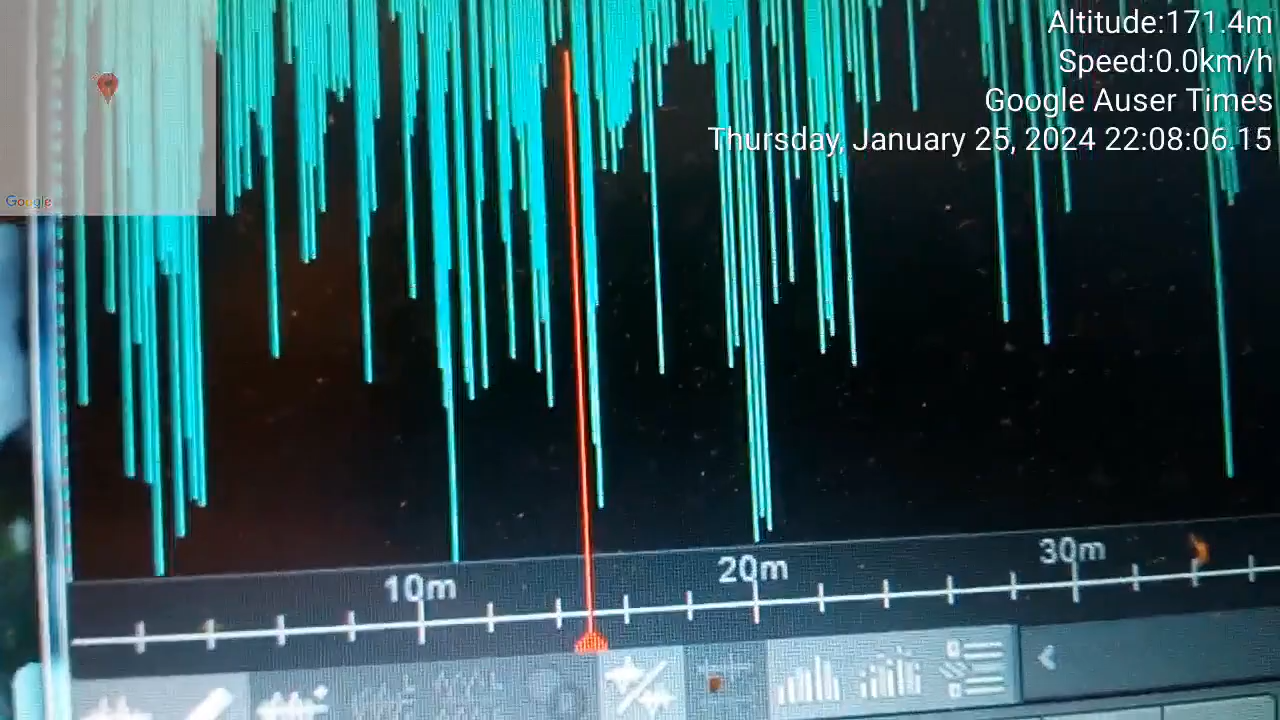 Altitude:171.4m
Speed:0.0km/h
Google Auser Times
Thursday, January 25, 2024 22:08:06.15
Google
10m
20m
30m